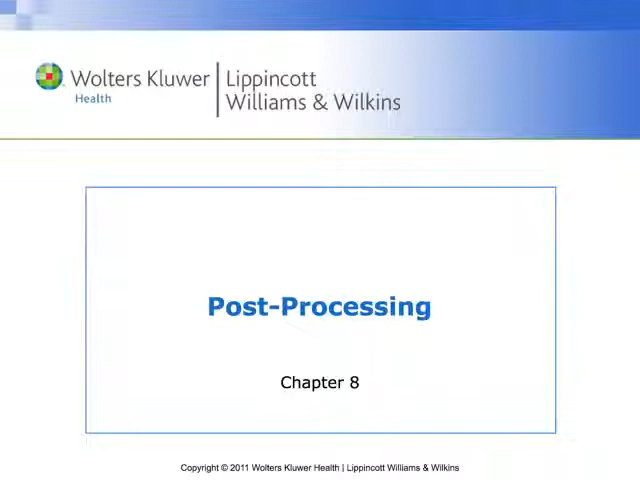 Wolters Kluwer
Health
Lippincott
Williams & Wilkins
Post-Processing
Chapter 8
Copyright © 2011 Wolters Kluwer Health | Lippincott Williams & Wilkins